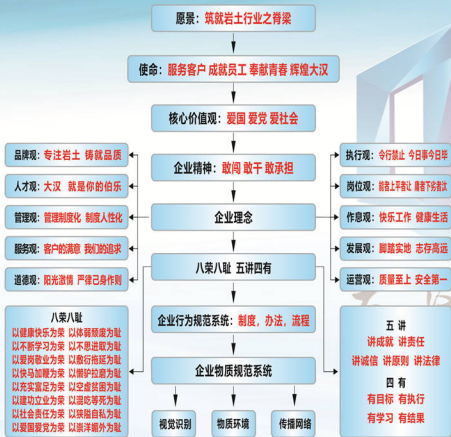 愿景：筑就岩土行业之脊梁
使命：服务客户 成就员工 奉献青春 辉煌大汉
核心价值观：爱国 爱党 爱社会
企业精神：敢闯 敢干 敢承担
企业理念
八荣八耻 五讲四有
企业行为规范系统：制度，办法，流程
企业物质规范系统
视觉识别
物质环境
传播网络
品牌观：专注岩土 铸就品质
人才观：大汉 就是你的伯乐
管理观：管理制度化 制度人性化
服务观：客户的满意 我们的追求
道德观：阳光激情 严律己身作则
执行观：令行禁止 今日事今日毕
岗位观：能者上平者让 庸者下劣者汰
作息观：快乐工作 健康生活
发展观：脚踏实地 志存高远
运营观：质量至上 安全第一
八荣八耻
以健康快乐为荣 以体弱颓废为耻
以不断学习为荣 以不思进取为耻
以爱岗敬业为荣 以敷衍拖延为耻
以快马加鞭为荣 以懒驴拉磨为耻
以充实富足为荣 以空虚贫困为耻
以建功立业为荣 以混吃等死为耻
以社会责任为荣 以狭隘自私为耻
以爱国爱党为荣 以崇洋媚外为耻
五 讲
讲成就 讲责任
讲诚信 讲原则 讲法律
四 有
有目标 有执行
有学习 有结果